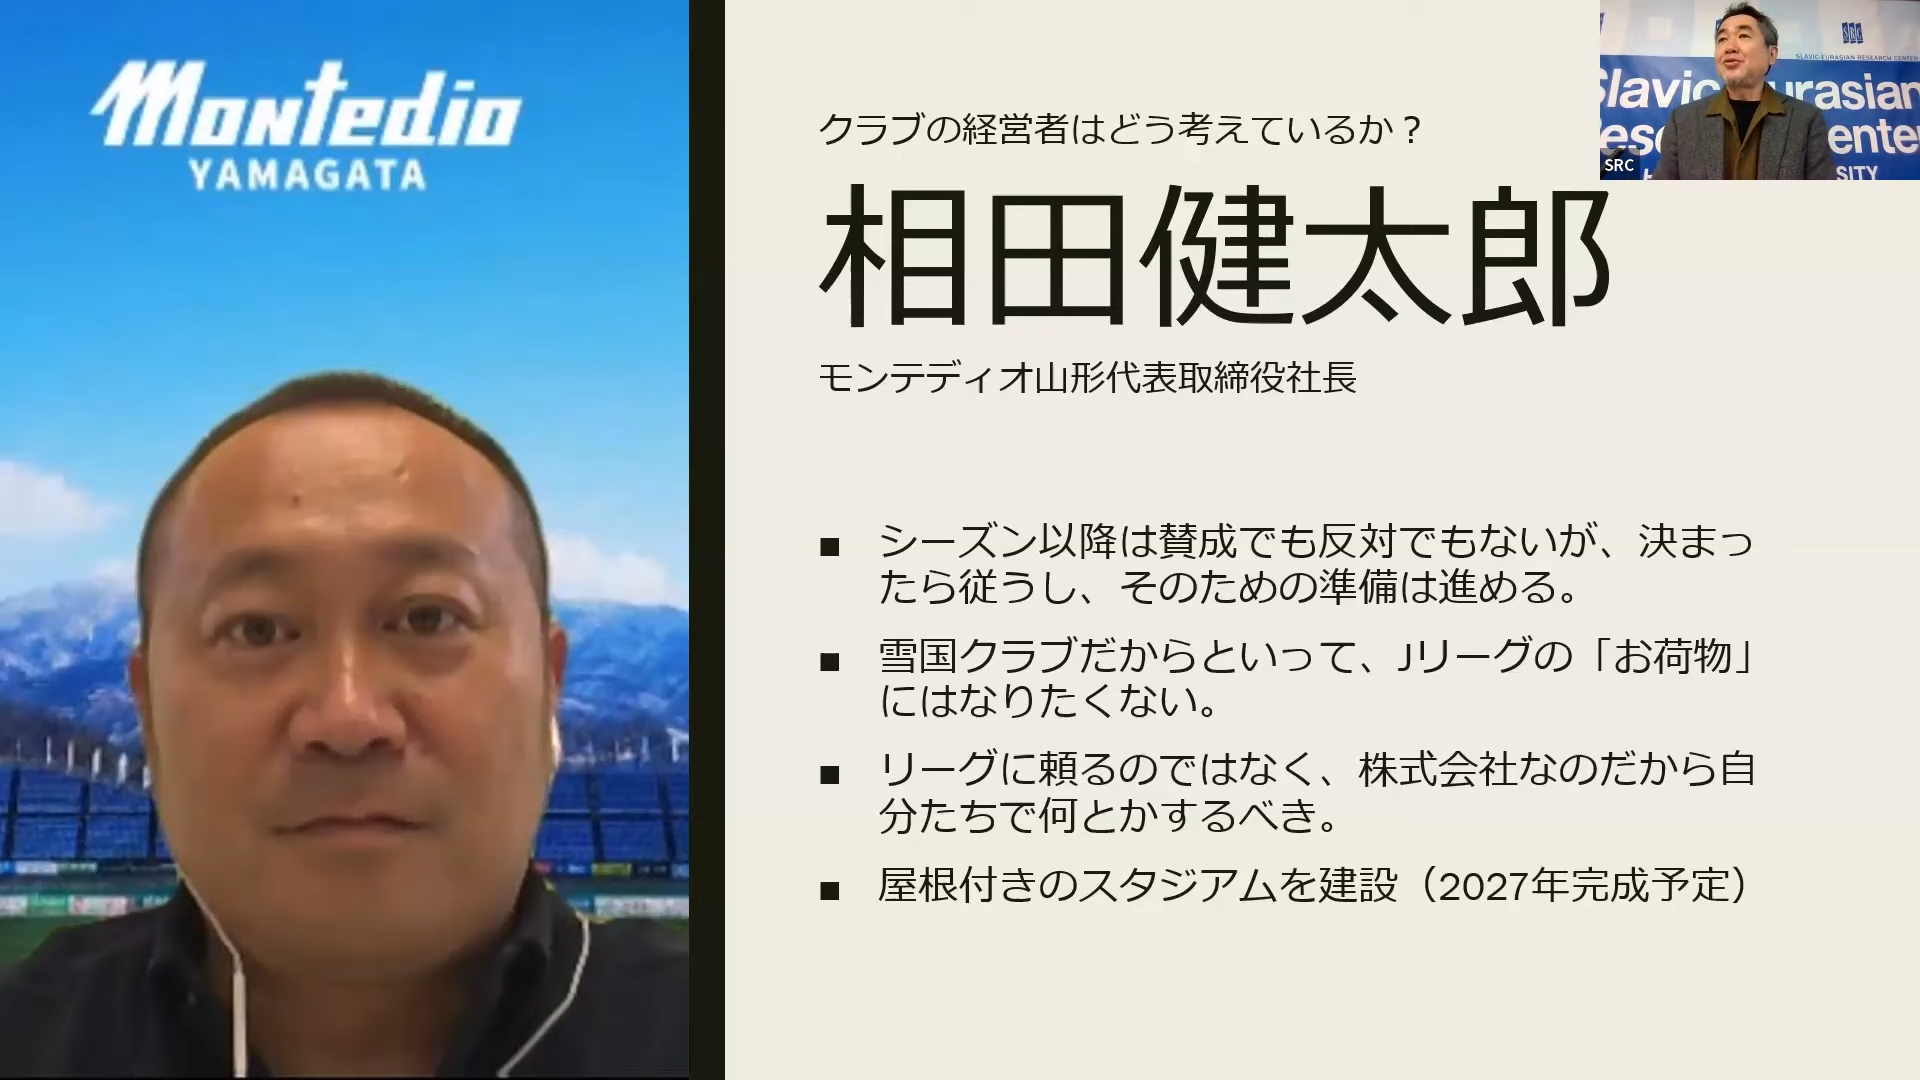 Montedio
YAMAGATA
クラブの経営者はどう考えているか？
相田健太郎
モンテディオ山形代表取締役社長
■ シーズン以降は賛成でも反対でもないが、決まっ
たら従うし、そのための準備は進める。
■ 雪国クラブだからといって、Jリーグの「お荷物」
にはなりたくない。
■ リーグに頼るのではなく、株式会社なのだから自
分たちで何とかするべき。
■ 屋根付きのスタジアムを建設（2027年完成予定）
SRC
SLAVIC-EURASIAN RESEARCH CENTER
Slavic Eurasian
SITY
SRC